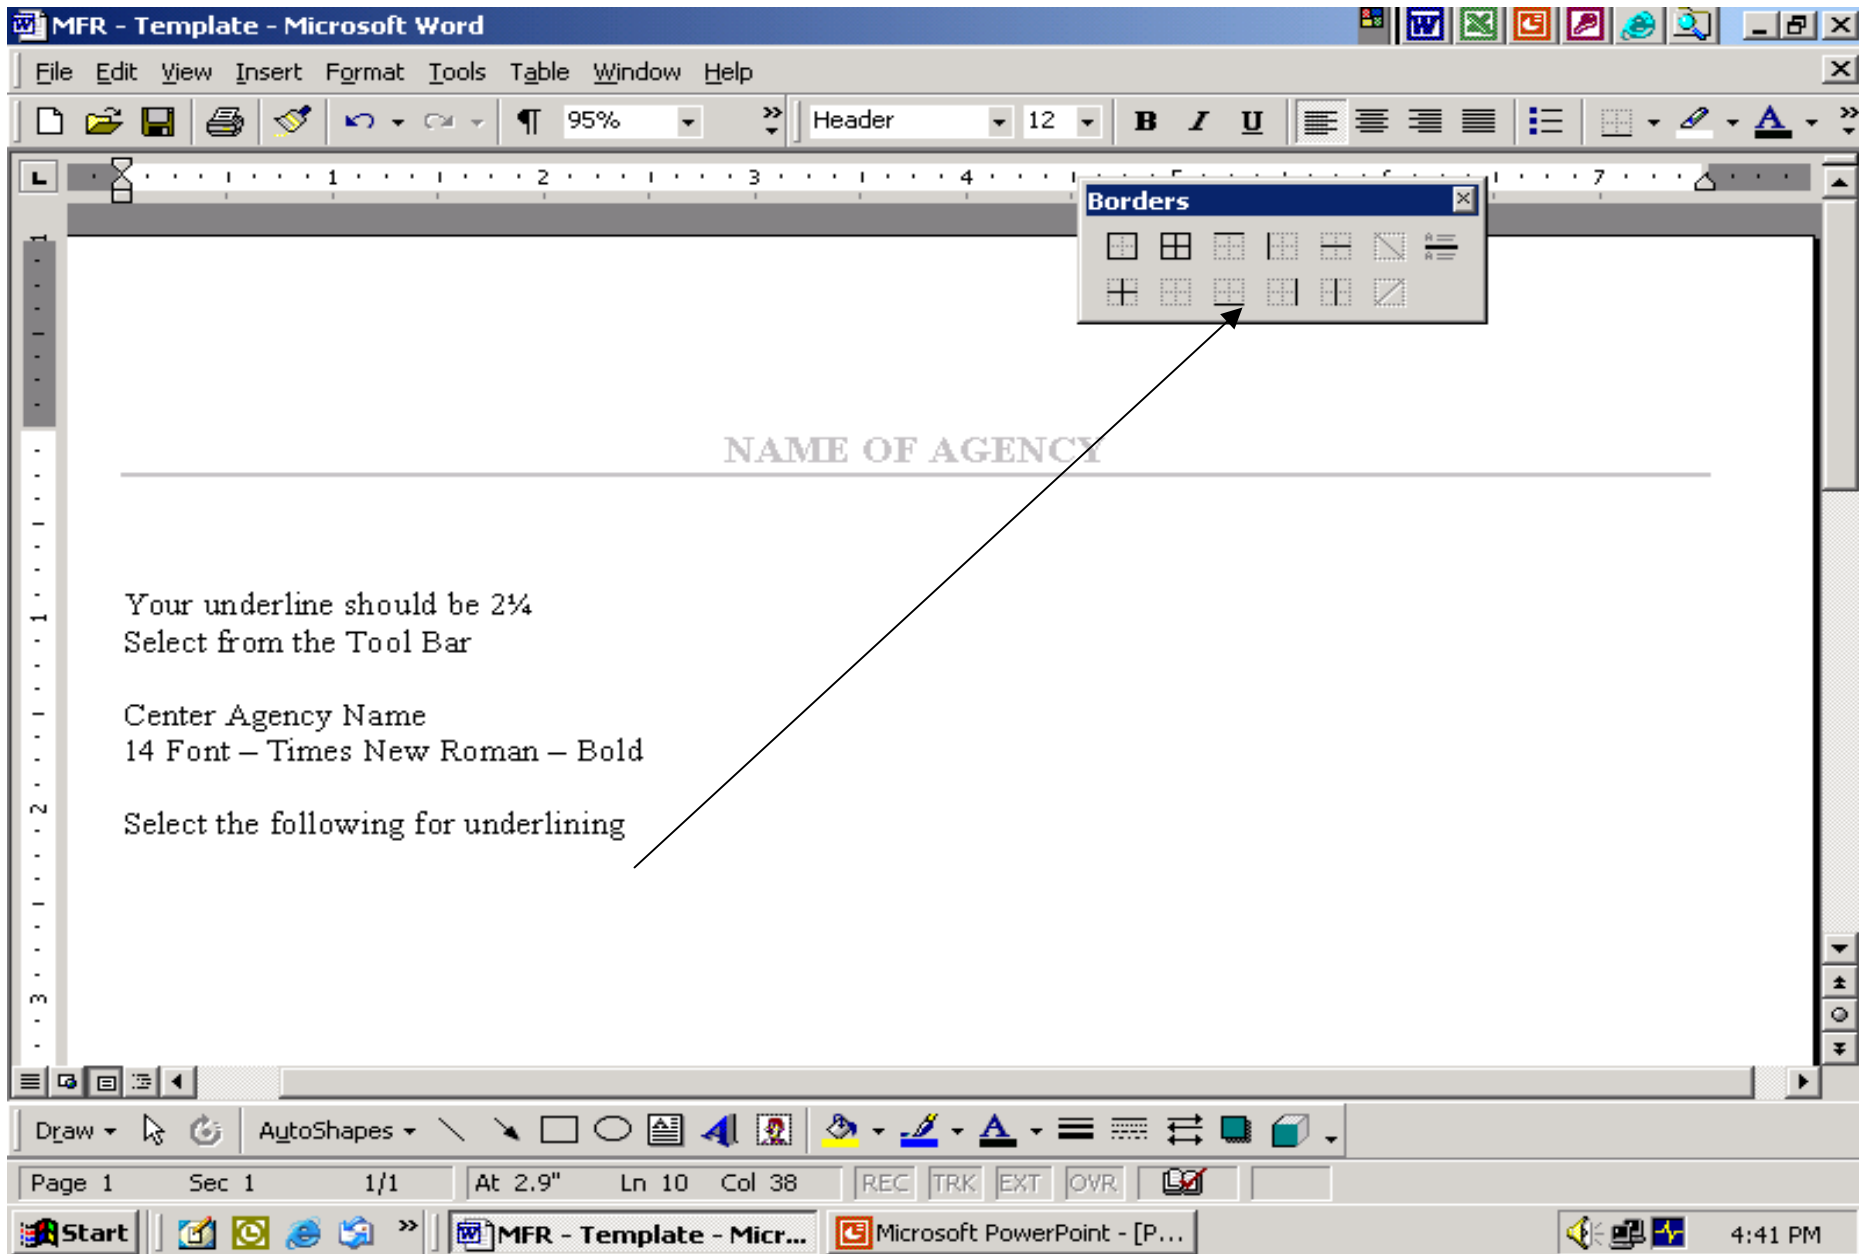 MFR - Template - Microsoft Word
File Edit View Insert Format Tools Table Window Help
95% Header 12 B I U A
1 2 3 4 7
Borders
NAME OF AGENCY
Your underline should be 2¼
Select from the Tool Bar
Center Agency Name
14 Font – Times New Roman – Bold
Select the following for underlining
1
2
3
Draw AutoShapes A
Page 1 Sec 1 1/1 At 2.9" Ln 10 Col 38 REC TRK EXT OVR
Start MFR - Template - Micr... Microsoft PowerPoint - [P... 4:41 PM